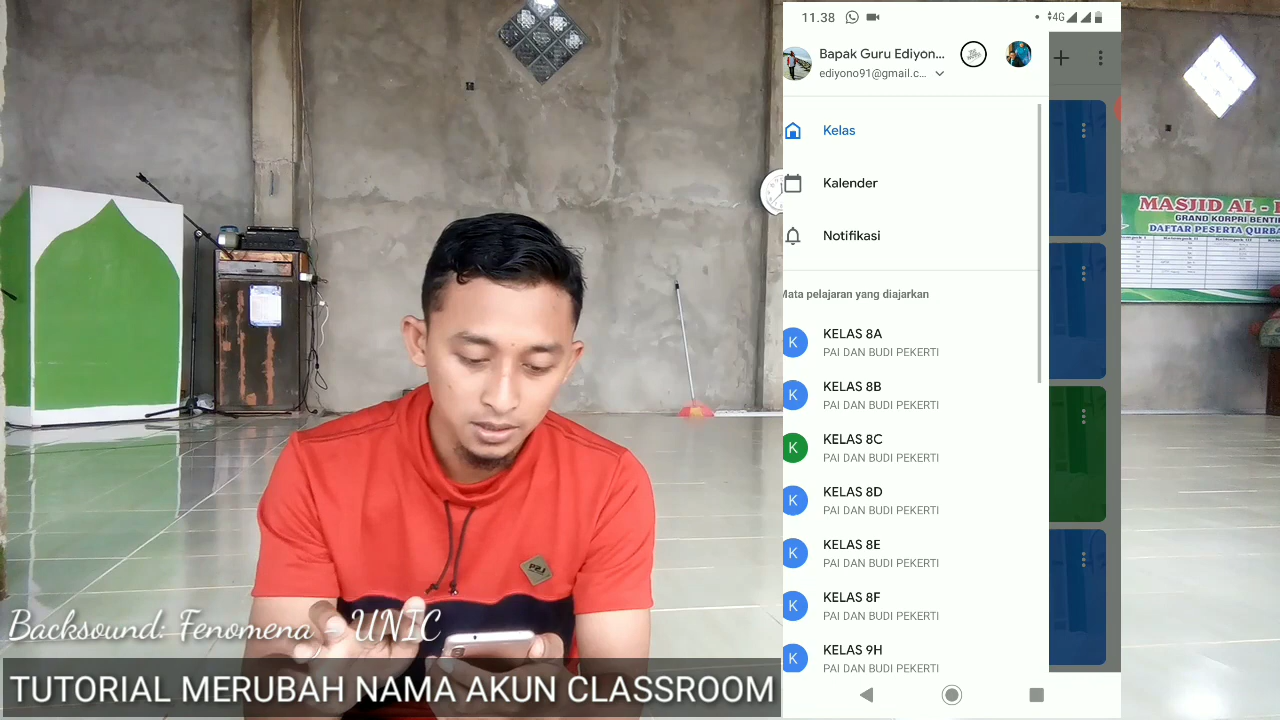 11.38
4G
Bapak Guru Ediyon...
ediyono91@gmail.c...
Kelas
Kalender
Notifikasi
Mata pelajaran yang diajarkan
K
KELAS 8A
PAI DAN BUDI PEKERTI
K
KELAS 8B
PAI DAN BUDI PEKERTI
K
KELAS 8C
PAI DAN BUDI PEKERTI
K
KELAS 8D
PAI DAN BUDI PEKERTI
K
KELAS 8E
PAI DAN BUDI PEKERTI
K
KELAS 8F
PAI DAN BUDI PEKERTI
K
KELAS 9H
PAI DAN BUDI PEKERTI
MASJID AL -
GRAND KORPRI BENTI
DAFTAR PESERTA QURBA
Backsound: Fenomena - UNIC
TUTORIAL MERUBAH NAMA AKUN CLASSROOM